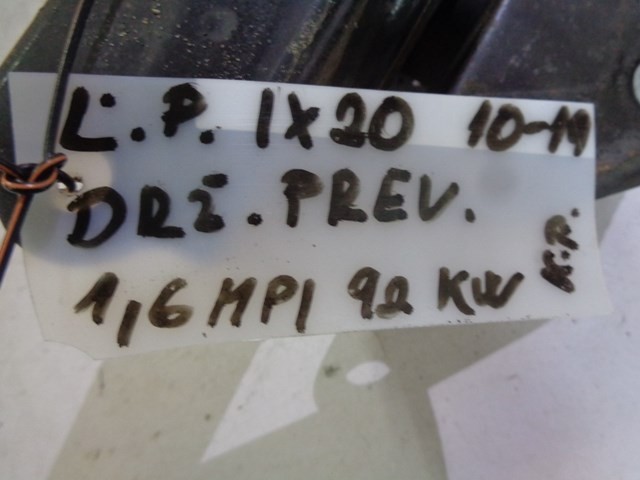 L.P. IX20 10-19
DRŽ. PREV.
1,6 MPI 92 KW
K.R.